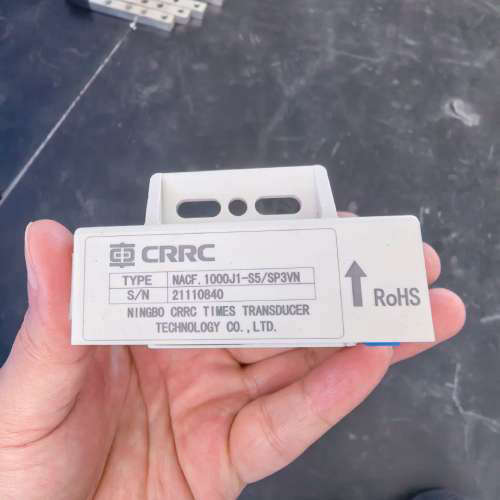 CRRC
TYPE NACF.1000J1-S5/SP3VN
S/N 21110840
NINGBO CRRC TIMES TRANSDUCER
TECHNOLOGY CO.,LTD.
RoHS